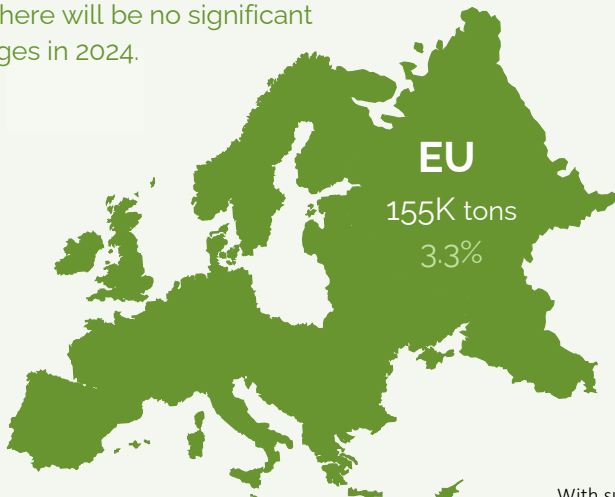 here will be no significant
ges in 2024.
EU
155K tons
3.3%
With